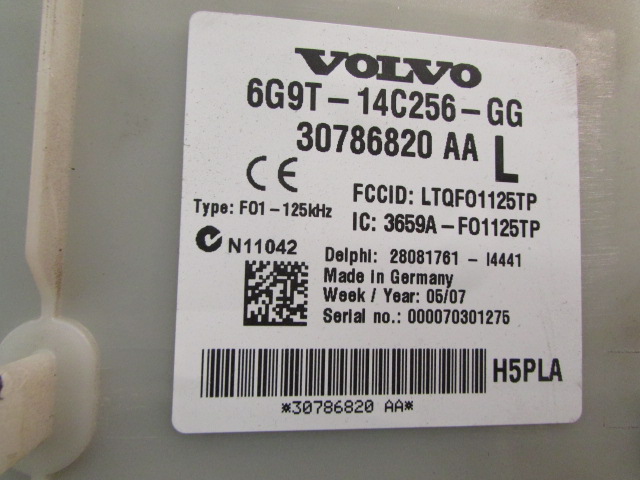 VOLVO
6G9T-14C256-GG
30786820 AA L
CE
FCCID: LTQFO1125TP
Type: FO1-125kHz
IC: 3659A-FO1125TP
N11042
Delphi: 28081761 - I4441
Made in Germany
Week / Year: 05/07
Serial no.: 000070301275
H5PLA
*30786820 AA*